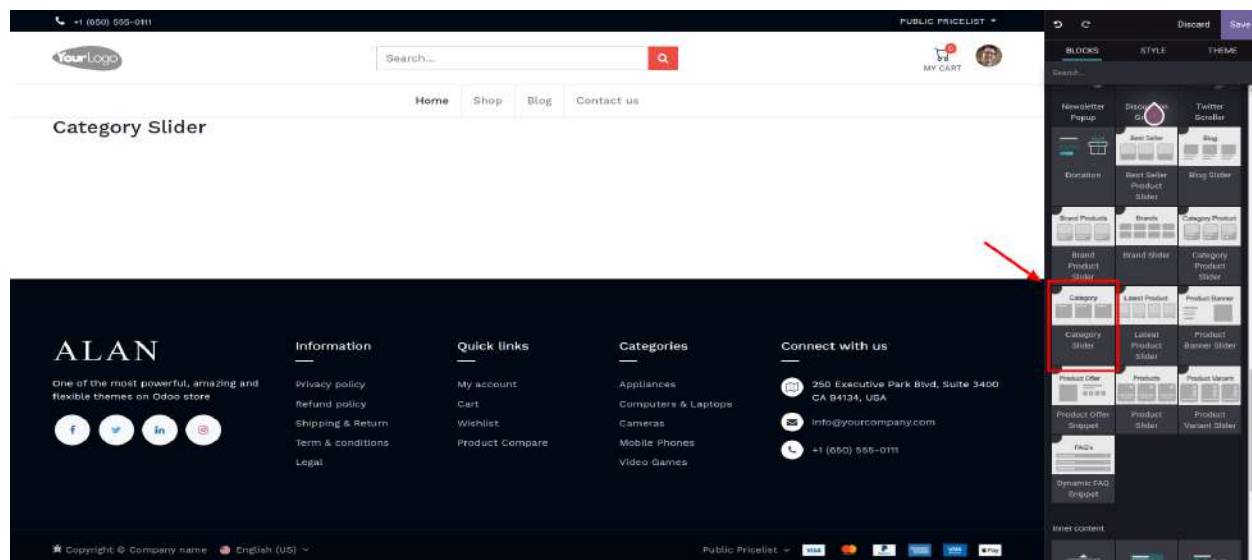 +1 (650) 555-0111
PUBLIC PRICELIST
Discard
Save
YourLogo
Search...
0
MY CART
BLOCKS
STYLE
THEME
Search...
Home
Shop
Blog
Contact us
Category Slider
Newsletter Popup
Twitter Scroller
Best Seller
Blog
Donation
Best Seller Product Slider
Blog Slider
Brand Products
Brands
Category Product
Brand Product Slider
Brand Slider
Category Product Slider
Category
Latest Product
Product Banner
Category Slider
Latest Product Slider
Product Banner Slider
Product Offer
Products
Product Variant
Product Offer Snippet
Product Slider
Product Variant Slider
FAQ's
Dynamic FAQ Snippet
Inner content
ALAN
One of the most powerful, amazing and
flexible themes on Odoo store
Information
Privacy policy
Refund policy
Shipping & Return
Term & conditions
Legal
Quick links
My account
Cart
Wishlist
Product Compare
Categories
Appliances
Computers & Laptops
Cameras
Mobile Phones
Video Games
Connect with us
250 Executive Park Blvd, Suite 3400
CA 94134, USA
info@yourcompany.com
+1 (650) 555-0111
Copyright © Company name
English (US)
Public Pricelist
VISA